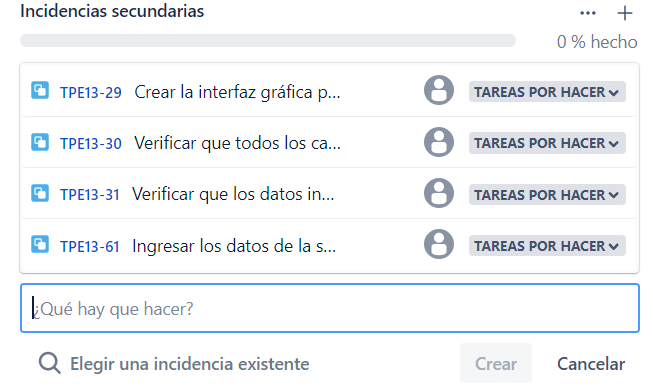 Incidencias secundarias
0 % hecho
TPE13-29 Crear la interfaz gráfica p... TAREAS POR HACER
TPE13-30 Verificar que todos los ca... TAREAS POR HACER
TPE13-31 Verificar que los datos in... TAREAS POR HACER
TPE13-61 Ingresar los datos de la s... TAREAS POR HACER
¿Qué hay que hacer?
Elegir una incidencia existente Crear Cancelar